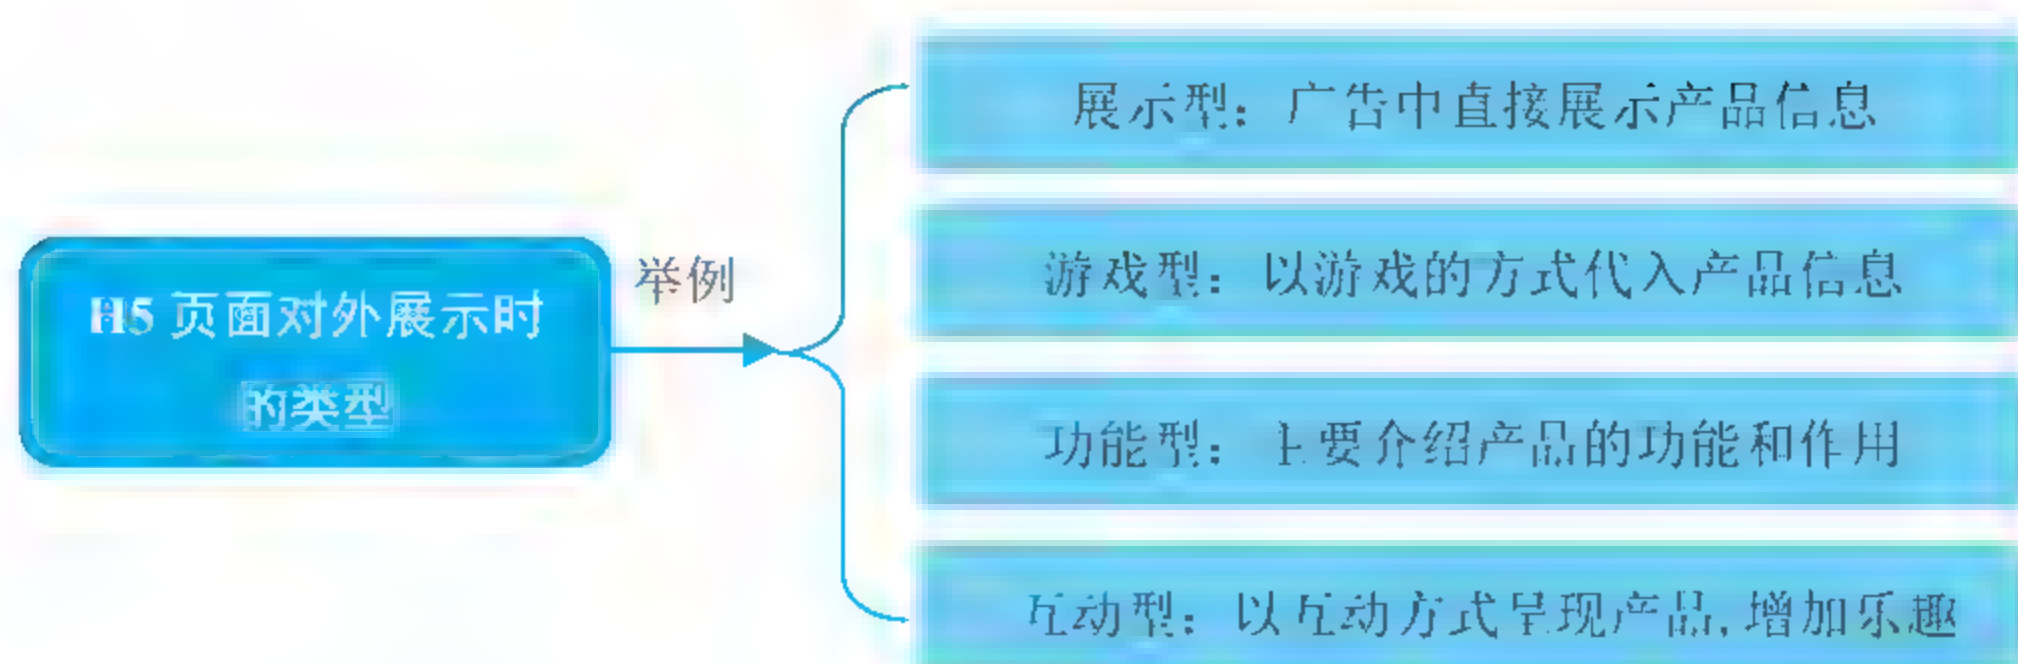 展示型：广告中直接展示产品信息
游戏型：以游戏的方式代入产品信息
H5 页面对外展示时
的类型
举例
功能型：主要介绍产品的功能和作用
互动型：以互动方式呈现产品,增加乐趣